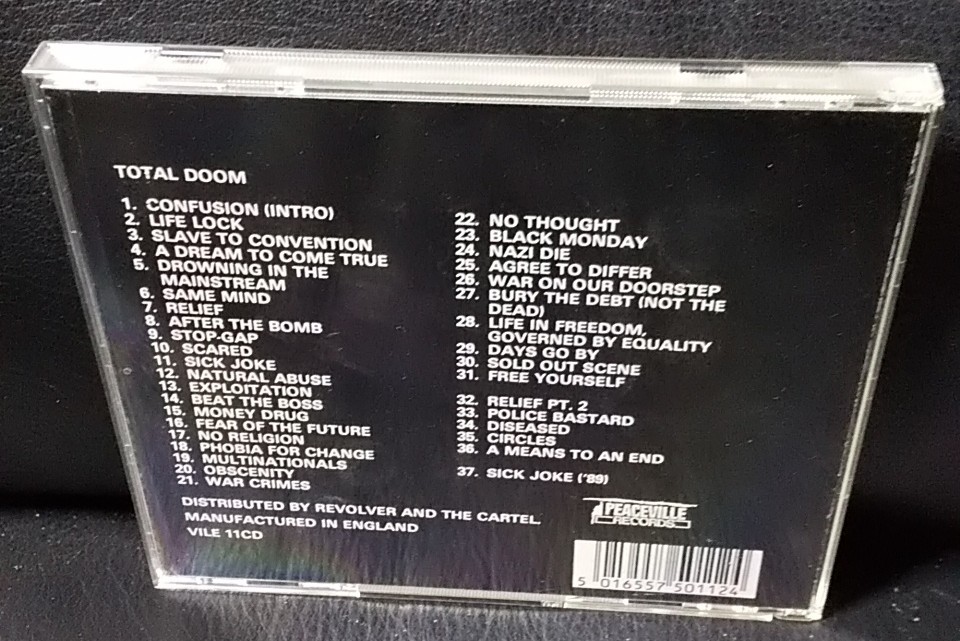 TOTAL DOOM
1. CONFUSION (INTRO)
2. LIFE LOCK
3. SLAVE TO CONVENTION
4. A DREAM TO COME TRUE
5. DROWNING IN THE
MAINSTREAM
6. SAME MIND
7. RELIEF
8. AFTER THE BOMB
9. STOP-GAP
10. SCARED
11. SICK JOKE
12. NATURAL ABUSE
13. EXPLOITATION
14. BEAT THE BOSS
15. MONEY DRUG
16. FEAR OF THE FUTURE
17. NO RELIGION
18. PHOBIA FOR CHANGE
19. MULTINATIONALS
20. OBSCENITY
21. WAR CRIMES
22. NO THOUGHT
23. BLACK MONDAY
24. NAZI DIE
25. AGREE TO DIFFER
26. WAR ON OUR DOORSTEP
27. BURY THE DEBT (NOT THE
DEAD)
28. LIFE IN FREEDOM,
GOVERNED BY EQUALITY
29. DAYS GO BY
30. SOLD OUT SCENE
31. FREE YOURSELF
32. RELIEF PT. 2
33. POLICE BASTARD
34. DISEASED
35. CIRCLES
36. A MEANS TO AN END
37. SICK JOKE ('89)
DISTRIBUTED BY REVOLVER AND THE CARTEL.
MANUFACTURED IN ENGLAND
VILE 11CD
PEACEVILLE
RECORDS
5 016557 501124